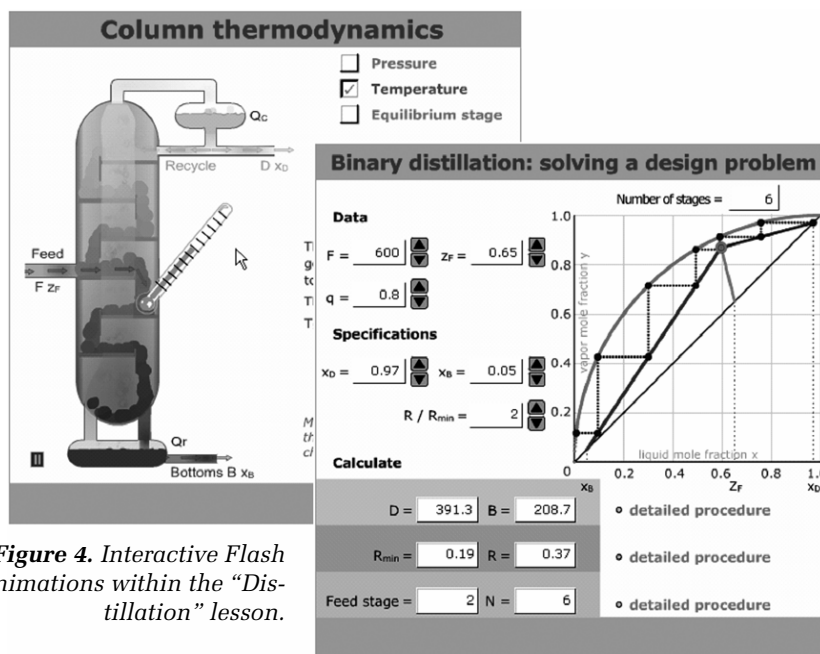 Column thermodynamics
Pressure
Temperature
Equilibrium stage
Qc
Recycle
D xD
Feed
F zF
Qr
Bottoms B xB
Binary distillation: solving a design problem
Number of stages = 6
Data
F = 600 zF = 0.65
q = 0.8
Specifications
xD = 0.97 xB = 0.05
R / Rmin = 2
Calculate
D = 391.3 B = 208.7
Rmin = 0.19 R = 0.37
Feed stage = 2 N = 6
1.0
0.8
0.6
0.4
0.2
vapor mole fraction y
liquid mole fraction x
0 0.2 0.4 0.6 0.8 1.0
xB ZF xD
detailed procedure
detailed procedure
detailed procedure
Figure 4. Interactive Flash
nimations within the “Dis-
tillation” lesson.